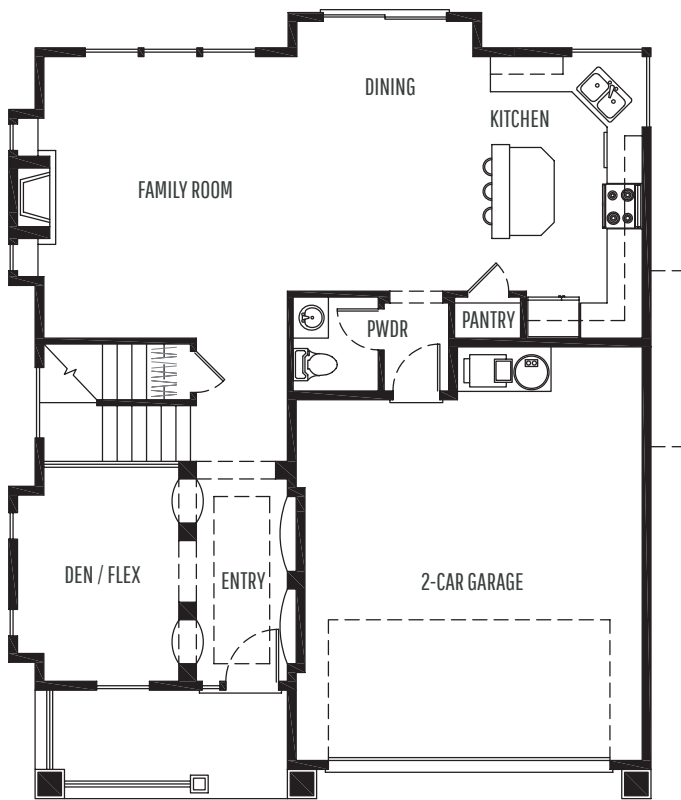 DINING
KITCHEN
FAMILY ROOM
PWDR
PANTRY
DEN / FLEX
ENTRY
2-CAR GARAGE